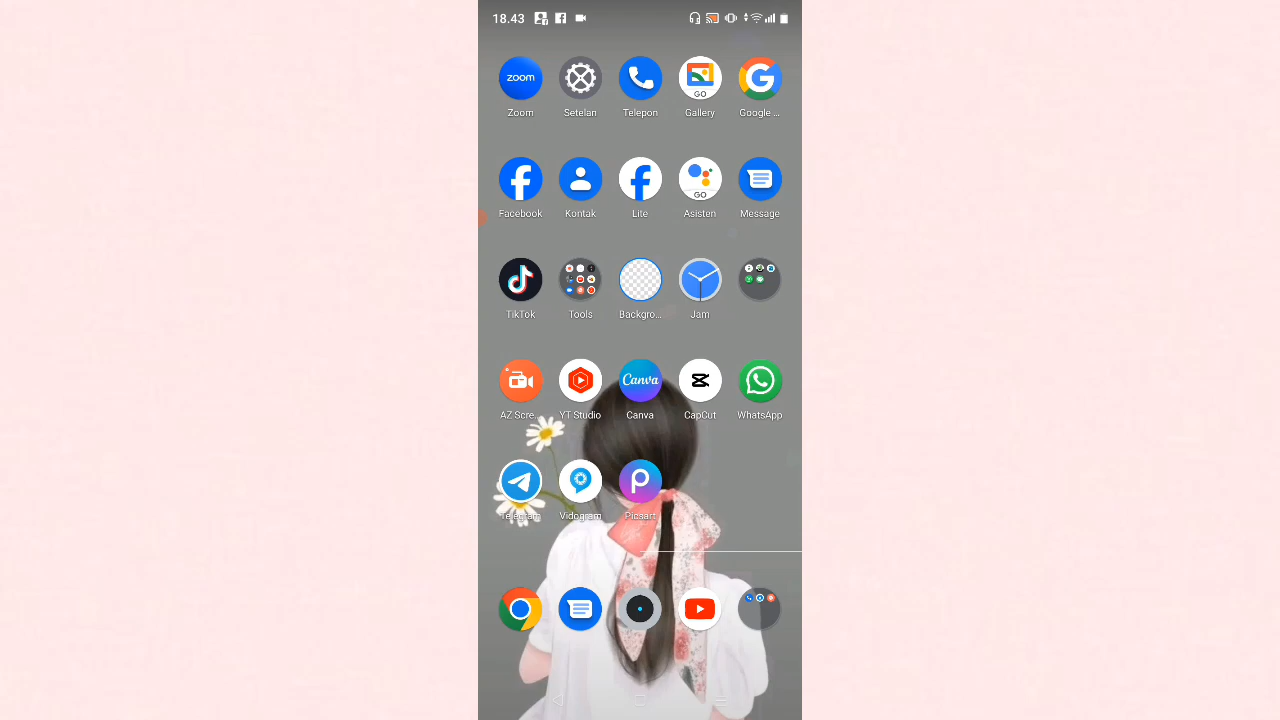 18.43
zoom
GO
Zoom Setelan Telepon Gallery Google ...
GO
Facebook Kontak Lite Asisten Message
TikTok Tools Backgro... Jam
Canva
AZ Scre.. YT Studio Canva CapCut WhatsApp
Telegram Vidogram Picsart